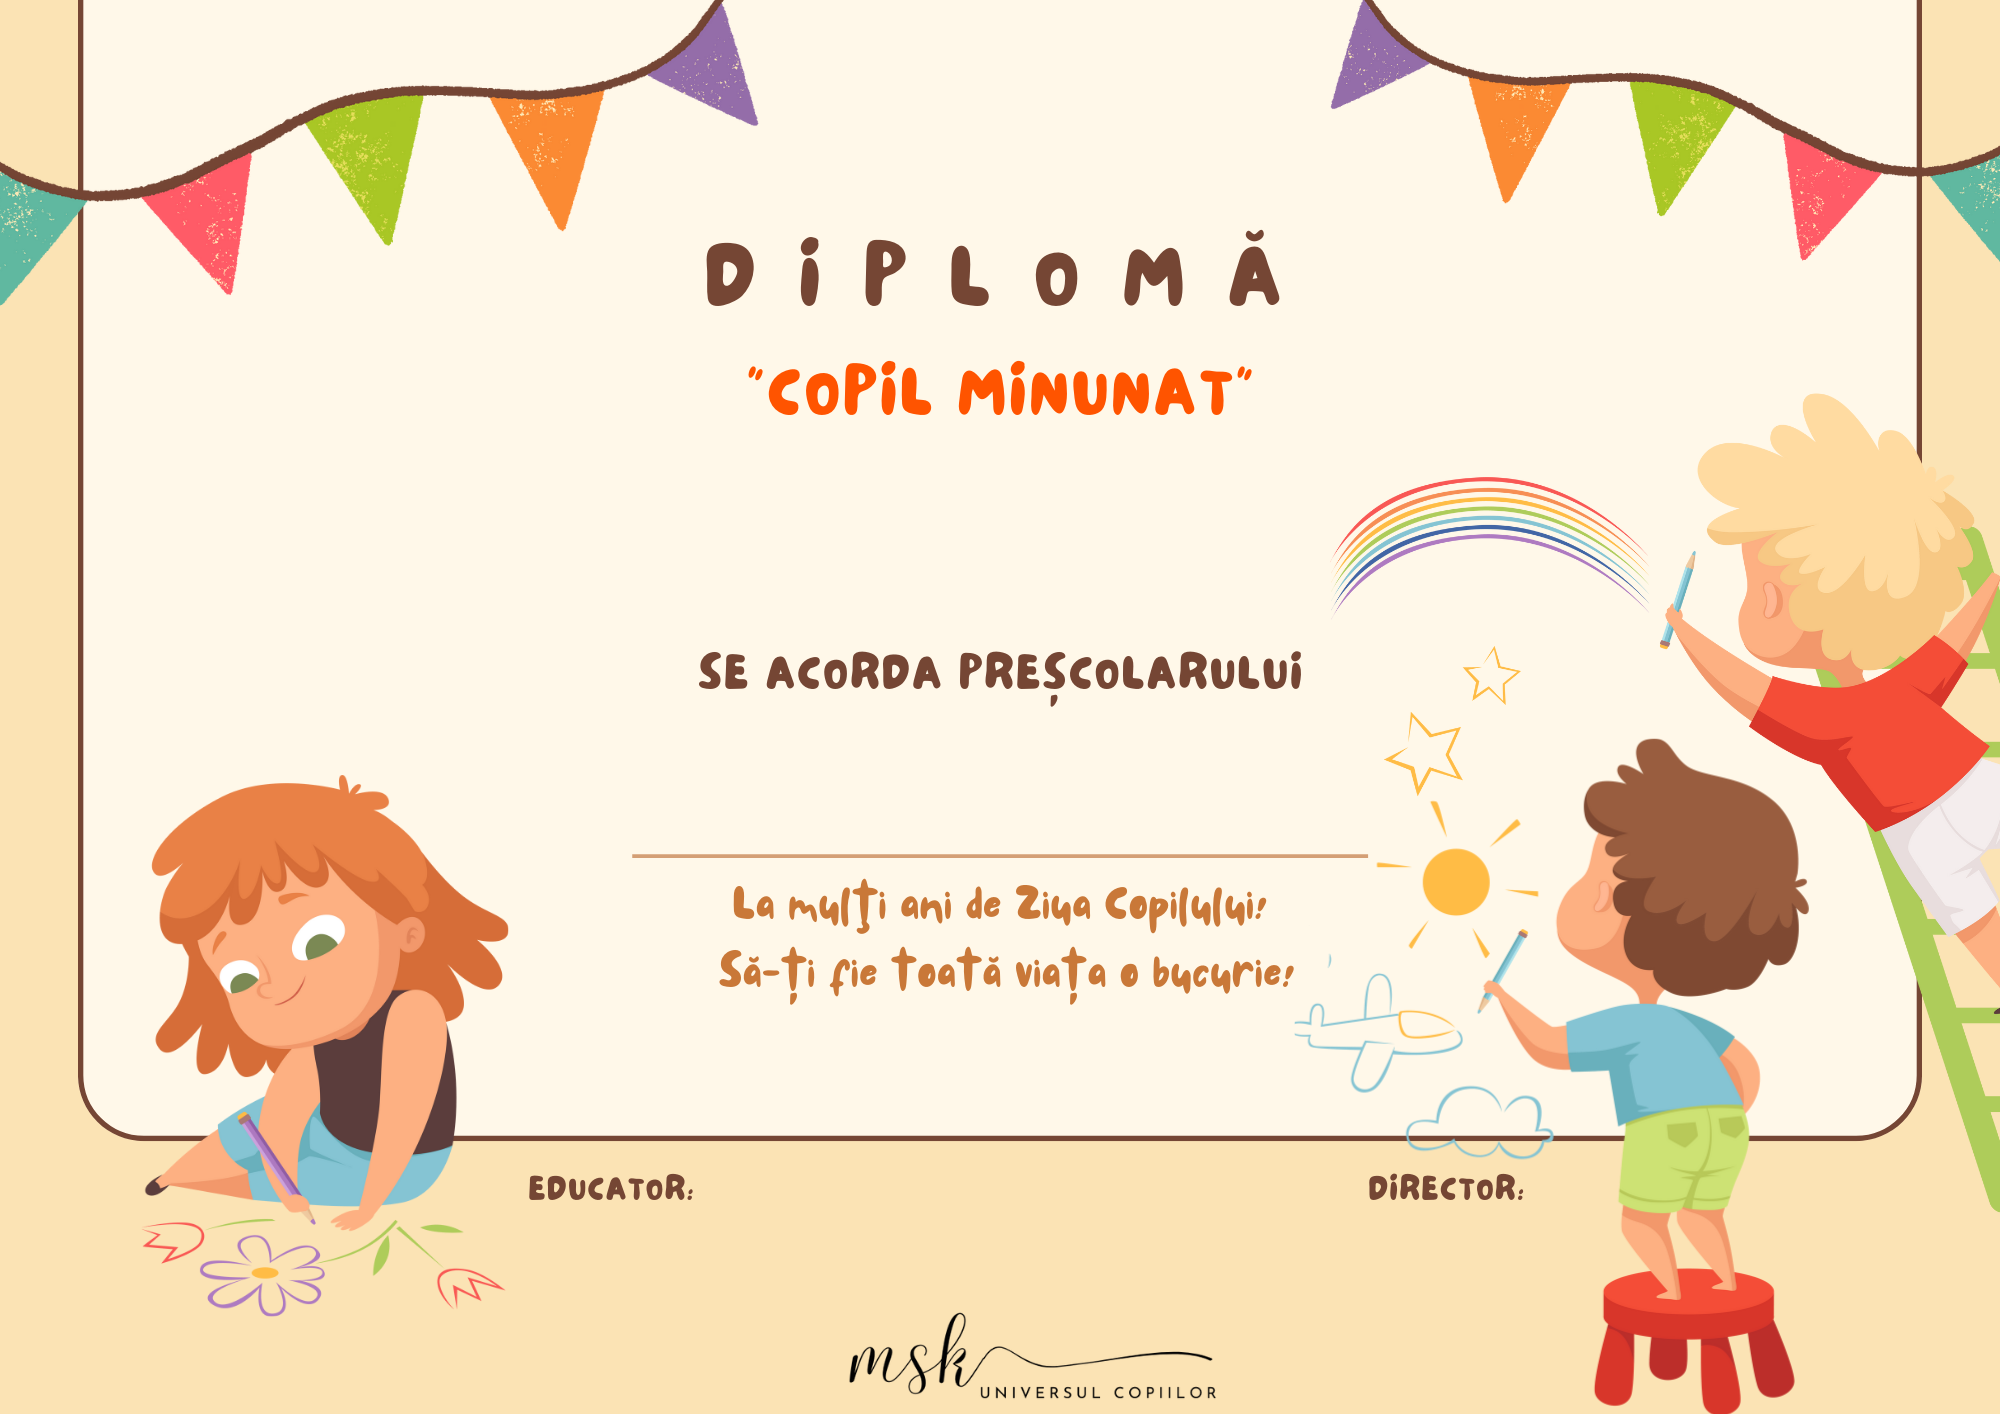 DIPLOMĂ
"COPIL MINUNAT"
SE ACORDA PREȘCOLARULUI
La mulți ani de Ziua Copilului!
Să-ți fie toată viața o bucurie!
EDUCATOR:
DIRECTOR:
msk
UNIVERSUL COPIILOR